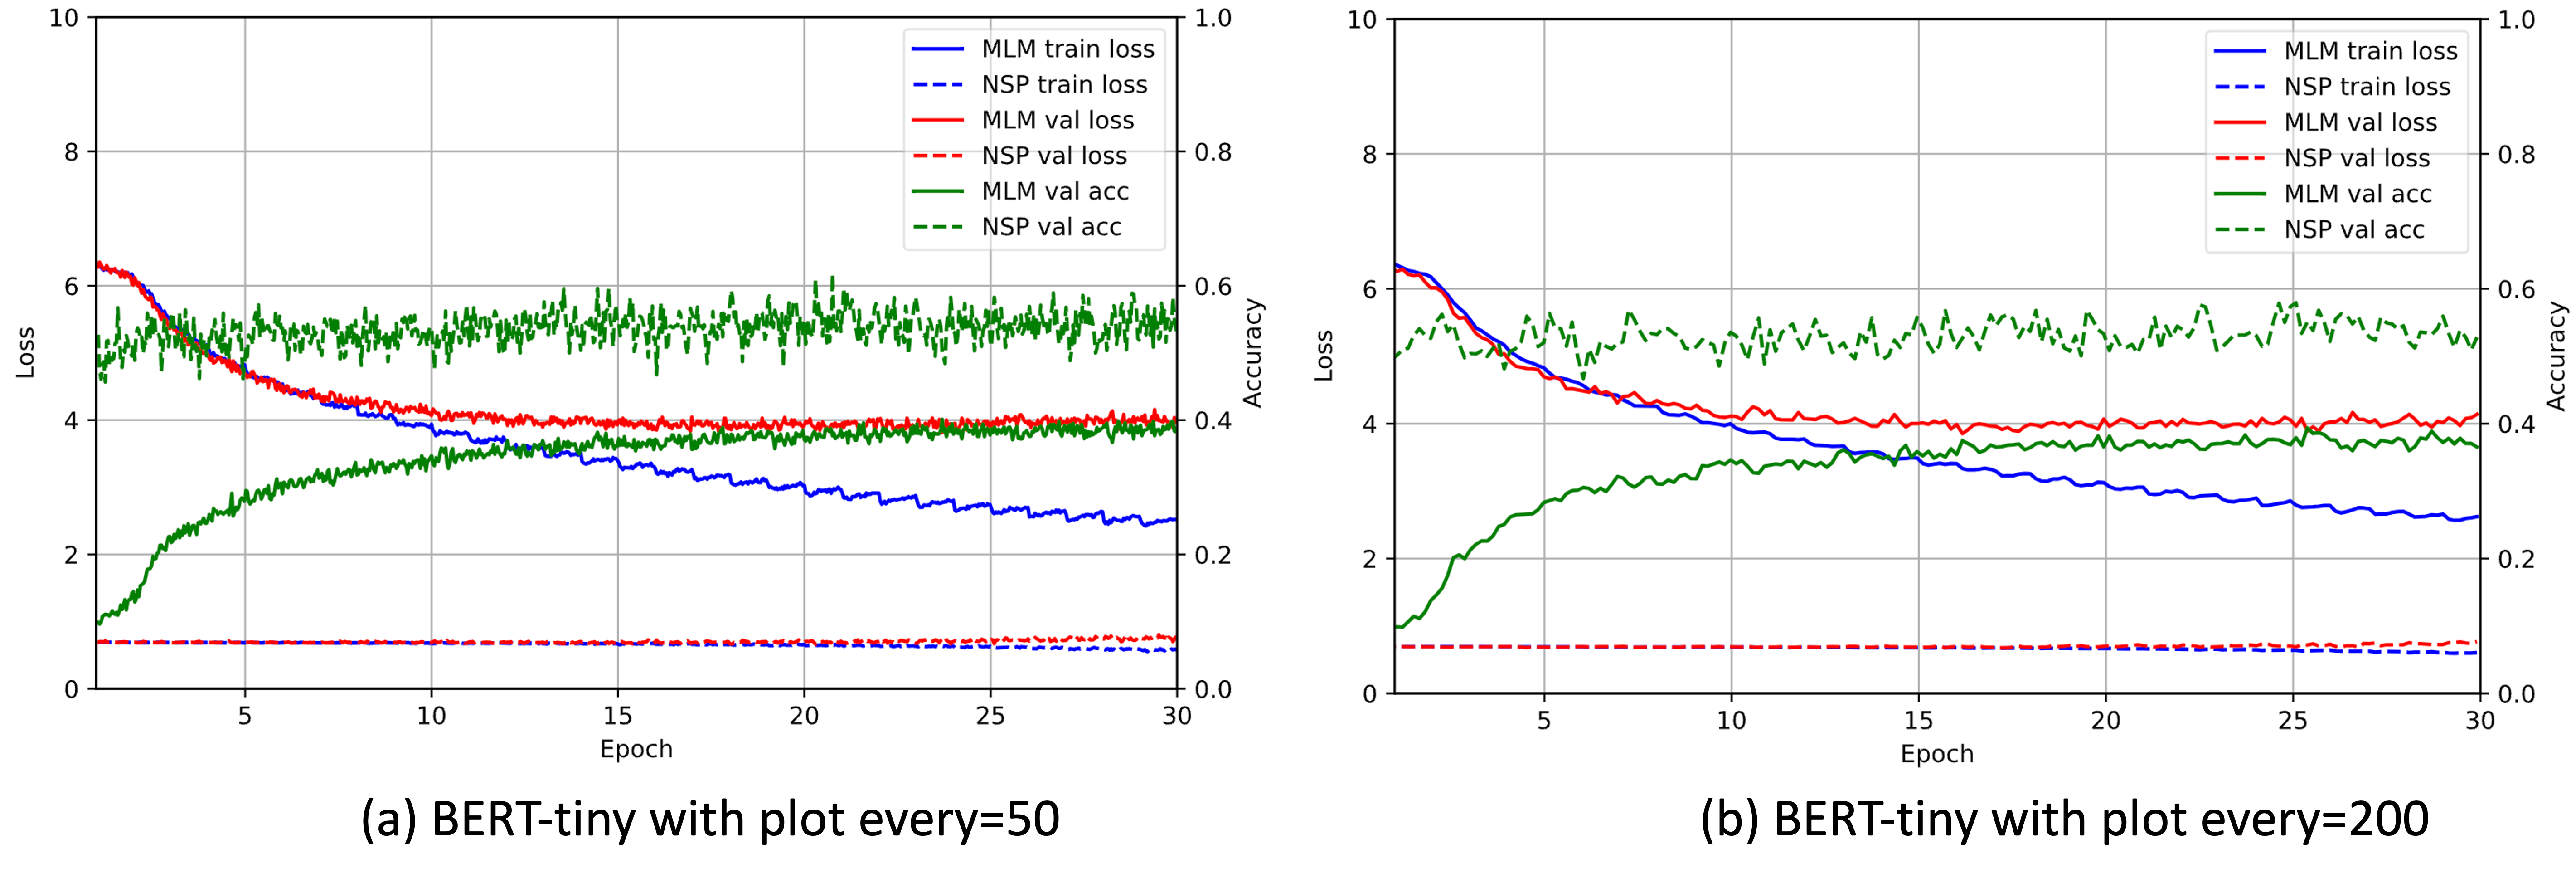 10
8
6
4
2
0
Loss
5
10
15
20
25
30
Epoch
1.0
0.8
0.6
0.4
0.2
0.0
Accuracy
MLM train loss
NSP train loss
MLM val loss
NSP val loss
MLM val acc
NSP val acc
(a) BERT-tiny with plot every=50
10
8
6
4
2
0
Loss
5
10
15
20
25
30
Epoch
1.0
0.8
0.6
0.4
0.2
0.0
Accuracy
MLM train loss
NSP train loss
MLM val loss
NSP val loss
MLM val acc
NSP val acc
(b) BERT-tiny with plot every=200